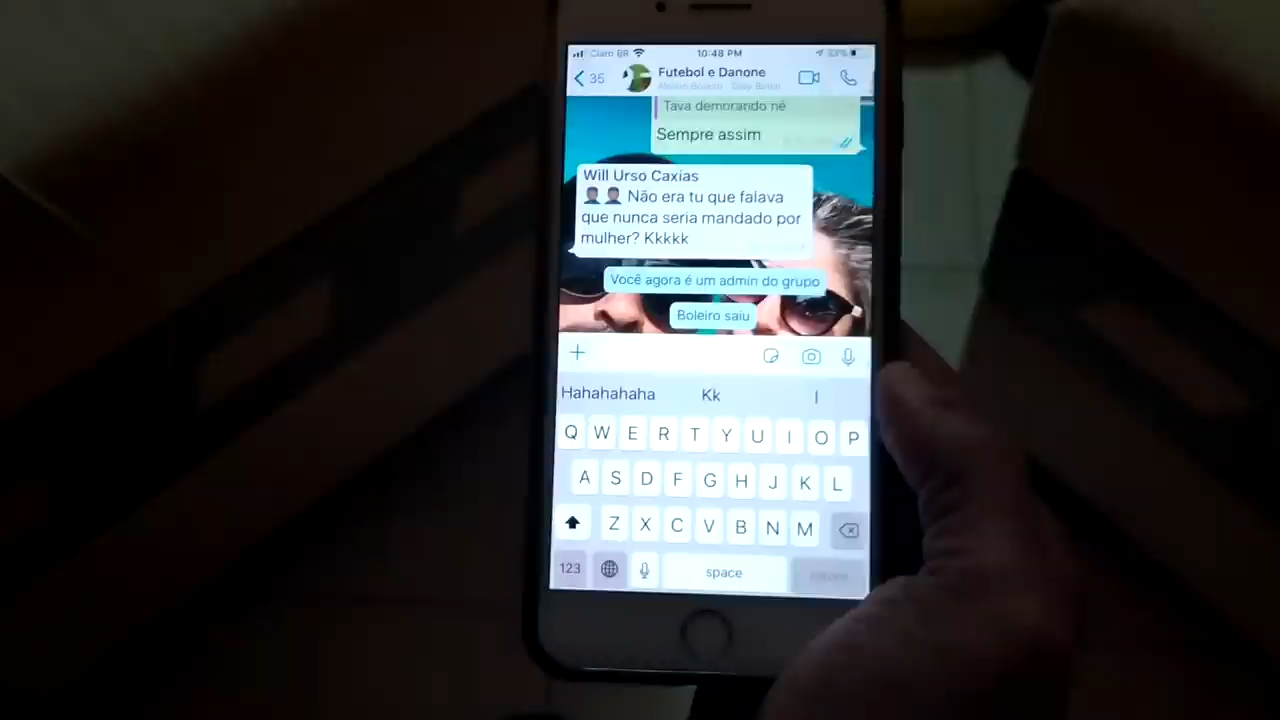 Claro BR
10:48 PM
35
Futebol e Danone
Tava demorando né
Sempre assim
Will Urso Caxias
Não era tu que falava
que nunca seria mandado por
mulher? Kkkkk
Você agora é um admin do grupo
Boleiro saiu
Hahahahaha Kk I
Q W E R T Y U I O P
A S D F G H J K L
Z X C V B N M
123 space